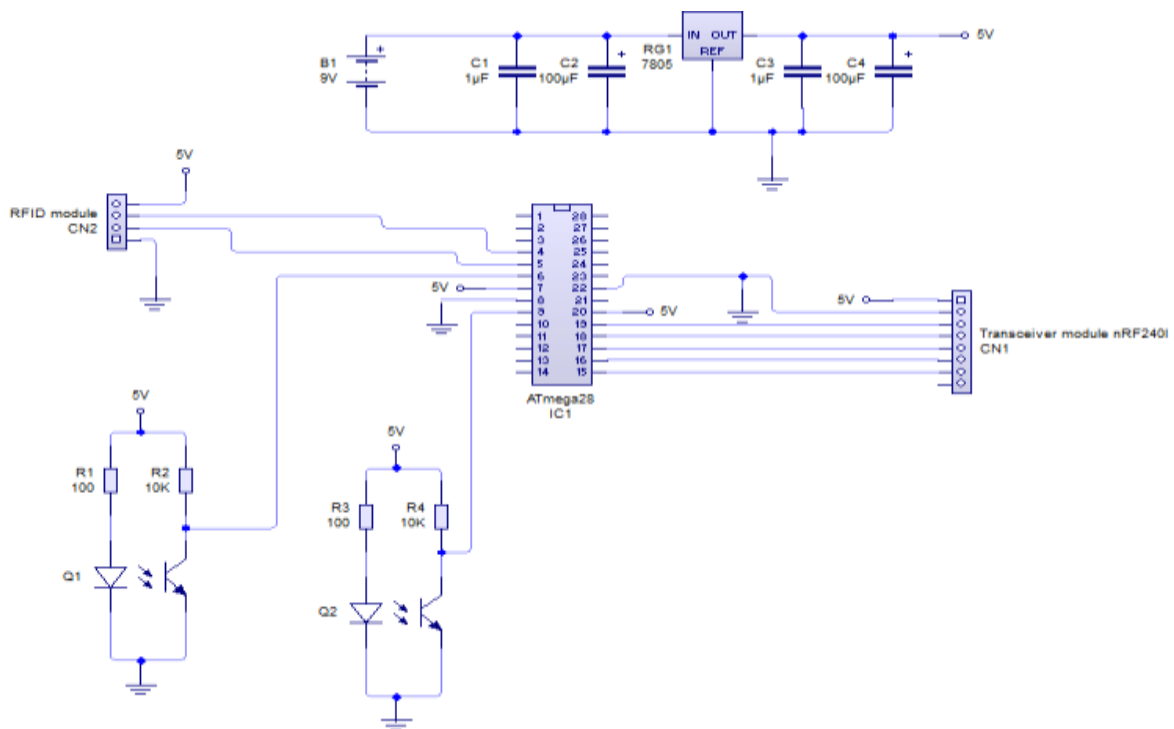 B1
9V
+
C1
1µF
C2
100µF
+
RG1
7805
IN OUT
REF
C3
1µF
C4
100µF
+
5V
5V
RFID module
CN2
1 28
2 27
3 26
4 25
5 24
6 23
7 22
8 21
9 20
10 19
11 18
12 17
13 16
14 15
5V
5V
5V
ATmega28
IC1
Transceiver module nRF240l
CN1
5V
R1
100
R2
10K
Q1
5V
R3
100
R4
10K
Q2